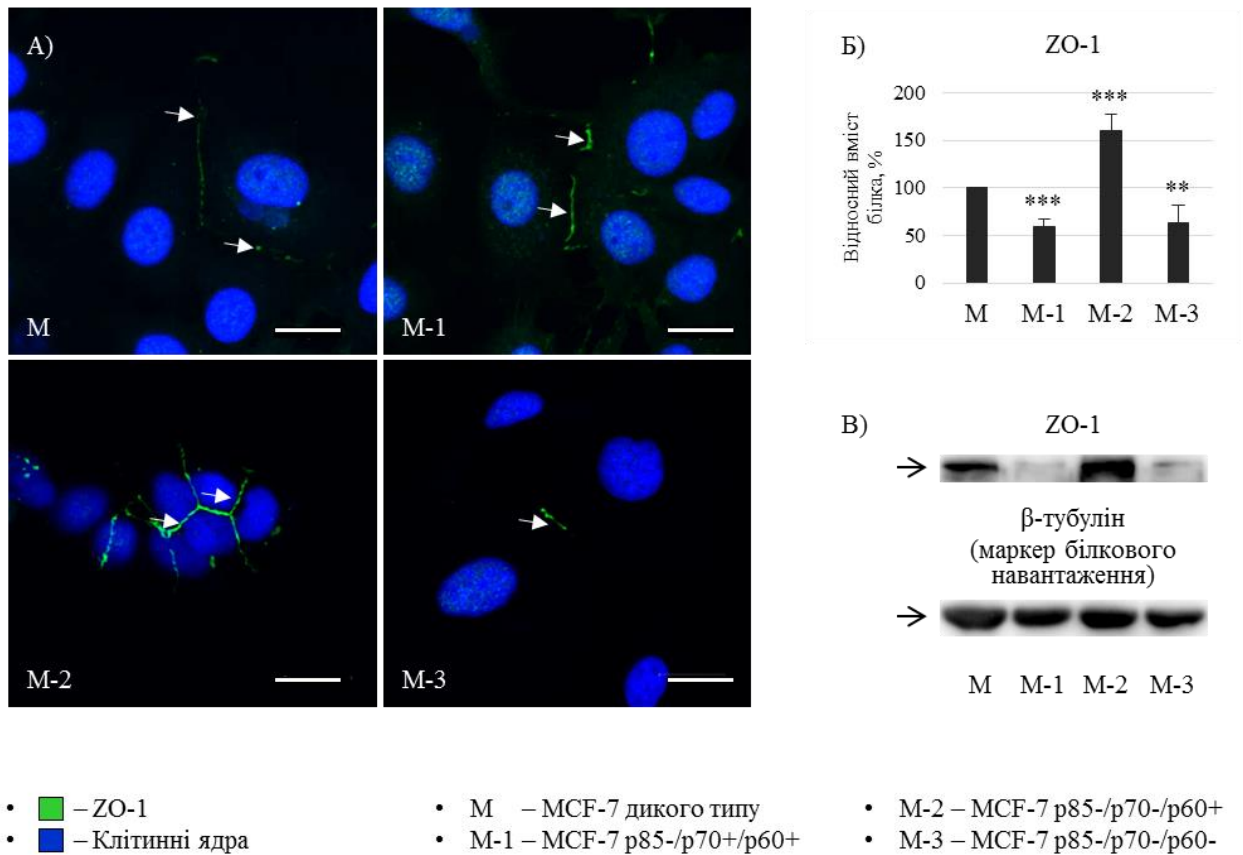 А)
M
M-1
M-2
M-3
Б)
ZO-1
Відносний вміст
білка, %
200
150
100
50
0
***
***
**
M M-1 M-2 M-3
В)
ZO-1
β-тубулін
(маркер білкового
навантаження)
M M-1 M-2 M-3
• – ZO-1
• – Клітинні ядра
• M – MCF-7 дикого типу
• M-1 – MCF-7 p85-/p70+/p60+
• M-2 – MCF-7 p85-/p70-/p60+
• M-3 – MCF-7 p85-/p70-/p60-